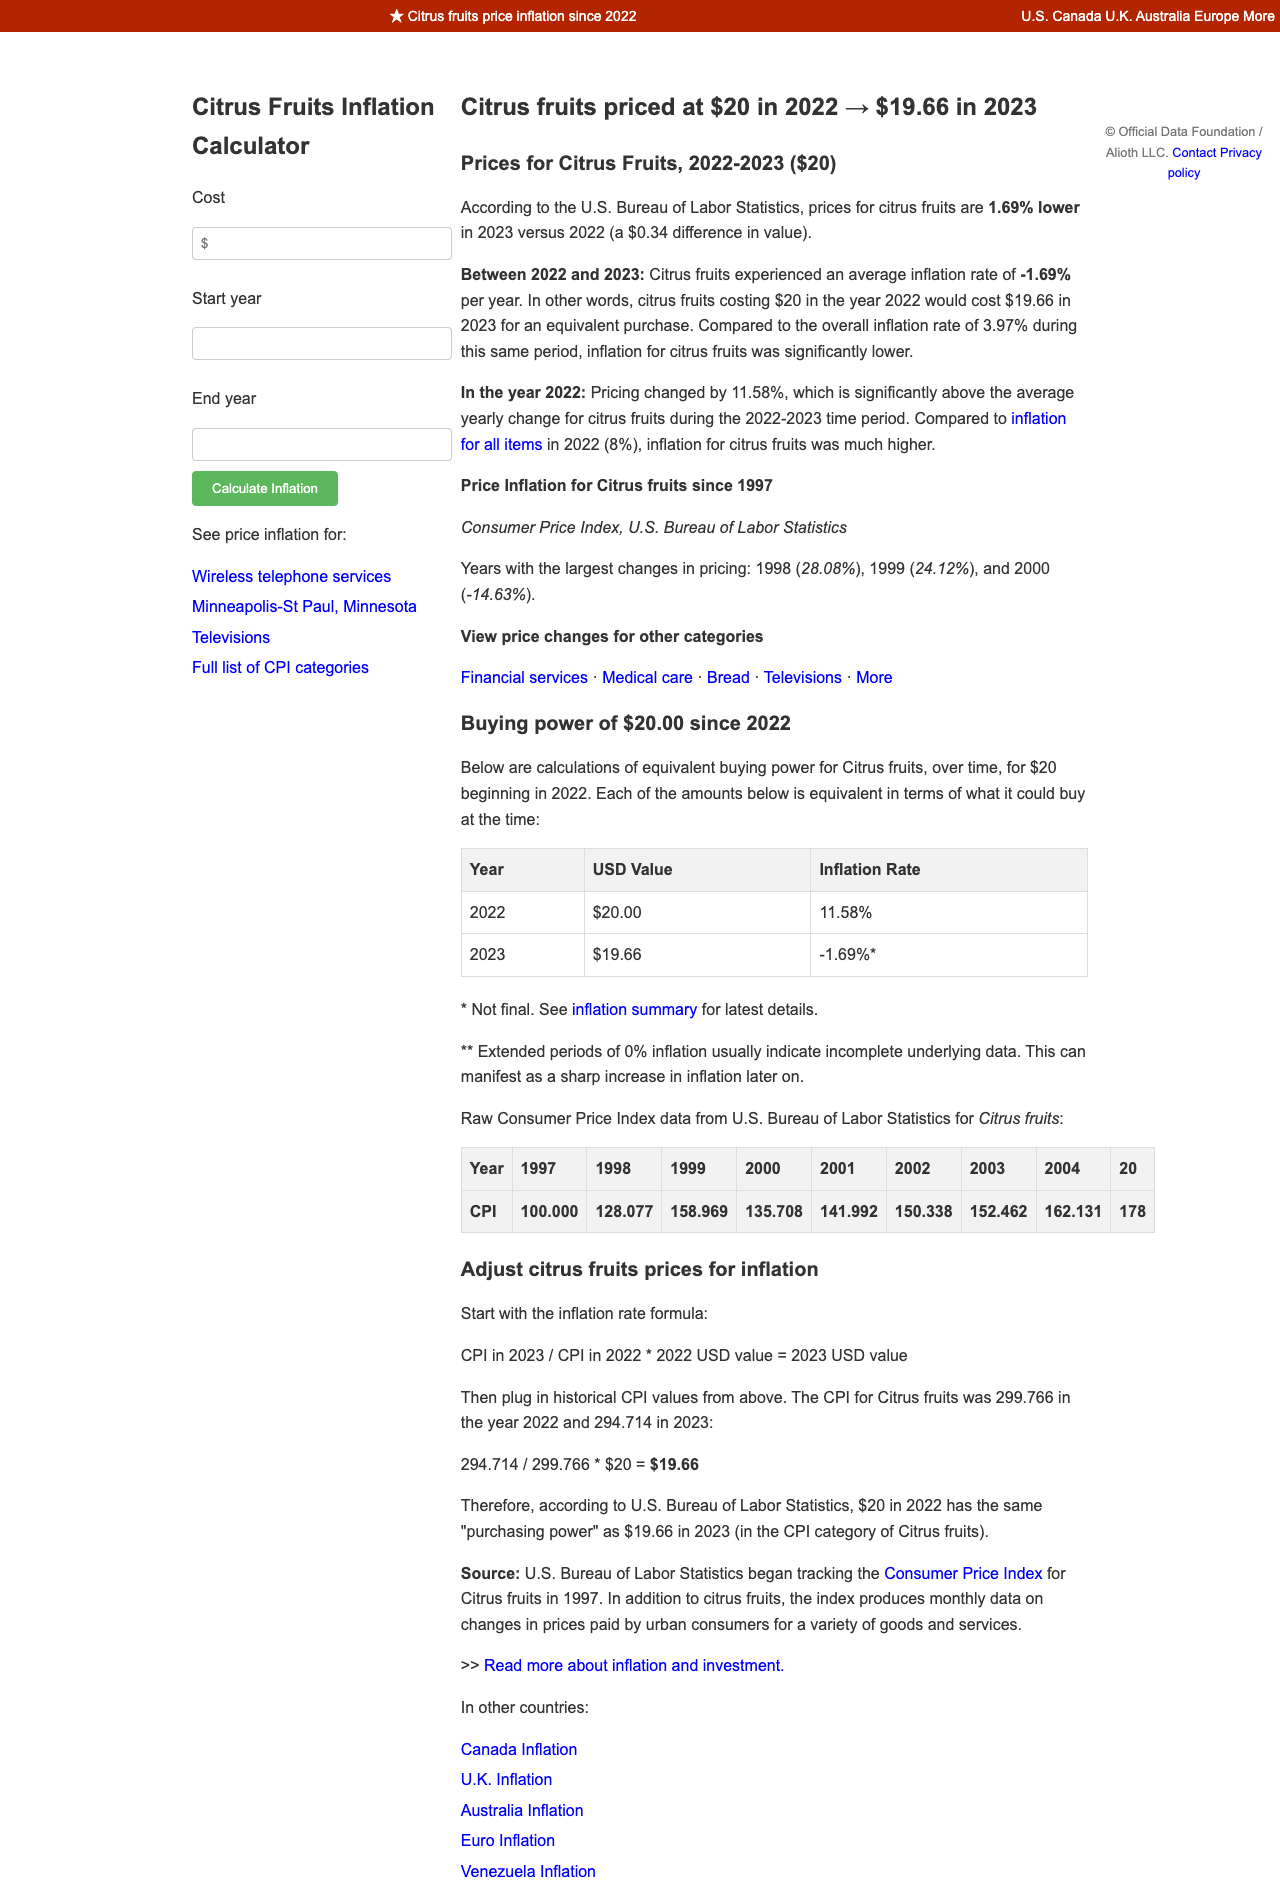 ★ Citrus fruits price inflation since 2022
U.S. Canada U.K. Australia Europe More
Citrus Fruits Inflation
Calculator
Cost
$
Start year
End year
Calculate Inflation
See price inflation for:
Wireless telephone services
Minneapolis-St Paul, Minnesota
Televisions
Full list of CPI categories
Citrus fruits priced at $20 in 2022 → $19.66 in 2023
Prices for Citrus Fruits, 2022-2023 ($20)
According to the U.S. Bureau of Labor Statistics, prices for citrus fruits are 1.69% lower
in 2023 versus 2022 (a $0.34 difference in value).
Between 2022 and 2023: Citrus fruits experienced an average inflation rate of -1.69%
per year. In other words, citrus fruits costing $20 in the year 2022 would cost $19.66 in
2023 for an equivalent purchase. Compared to the overall inflation rate of 3.97% during
this same period, inflation for citrus fruits was significantly lower.
In the year 2022: Pricing changed by 11.58%, which is significantly above the average
yearly change for citrus fruits during the 2022-2023 time period. Compared to inflation
for all items in 2022 (8%), inflation for citrus fruits was much higher.
Price Inflation for Citrus fruits since 1997
Consumer Price Index, U.S. Bureau of Labor Statistics
Years with the largest changes in pricing: 1998 (28.08%), 1999 (24.12%), and 2000
(-14.63%).
View price changes for other categories
Financial services · Medical care · Bread · Televisions · More
Buying power of $20.00 since 2022
Below are calculations of equivalent buying power for Citrus fruits, over time, for $20
beginning in 2022. Each of the amounts below is equivalent in terms of what it could buy
at the time:
Year USD Value Inflation Rate
2022 $20.00 11.58%
2023 $19.66 -1.69%*
* Not final. See inflation summary for latest details.
** Extended periods of 0% inflation usually indicate incomplete underlying data. This can
manifest as a sharp increase in inflation later on.
Raw Consumer Price Index data from U.S. Bureau of Labor Statistics for Citrus fruits:
Year 1997 1998 1999 2000 2001 2002 2003 2004 20
CPI 100.000 128.077 158.969 135.708 141.992 150.338 152.462 162.131 178
Adjust citrus fruits prices for inflation
Start with the inflation rate formula:
CPI in 2023 / CPI in 2022 * 2022 USD value = 2023 USD value
Then plug in historical CPI values from above. The CPI for Citrus fruits was 299.766 in
the year 2022 and 294.714 in 2023:
294.714 / 299.766 * $20 = $19.66
Therefore, according to U.S. Bureau of Labor Statistics, $20 in 2022 has the same
"purchasing power" as $19.66 in 2023 (in the CPI category of Citrus fruits).
Source: U.S. Bureau of Labor Statistics began tracking the Consumer Price Index for
Citrus fruits in 1997. In addition to citrus fruits, the index produces monthly data on
changes in prices paid by urban consumers for a variety of goods and services.
>> Read more about inflation and investment.
In other countries:
Canada Inflation
U.K. Inflation
Australia Inflation
Euro Inflation
Venezuela Inflation
© Official Data Foundation /
Alioth LLC. Contact Privacy
policy